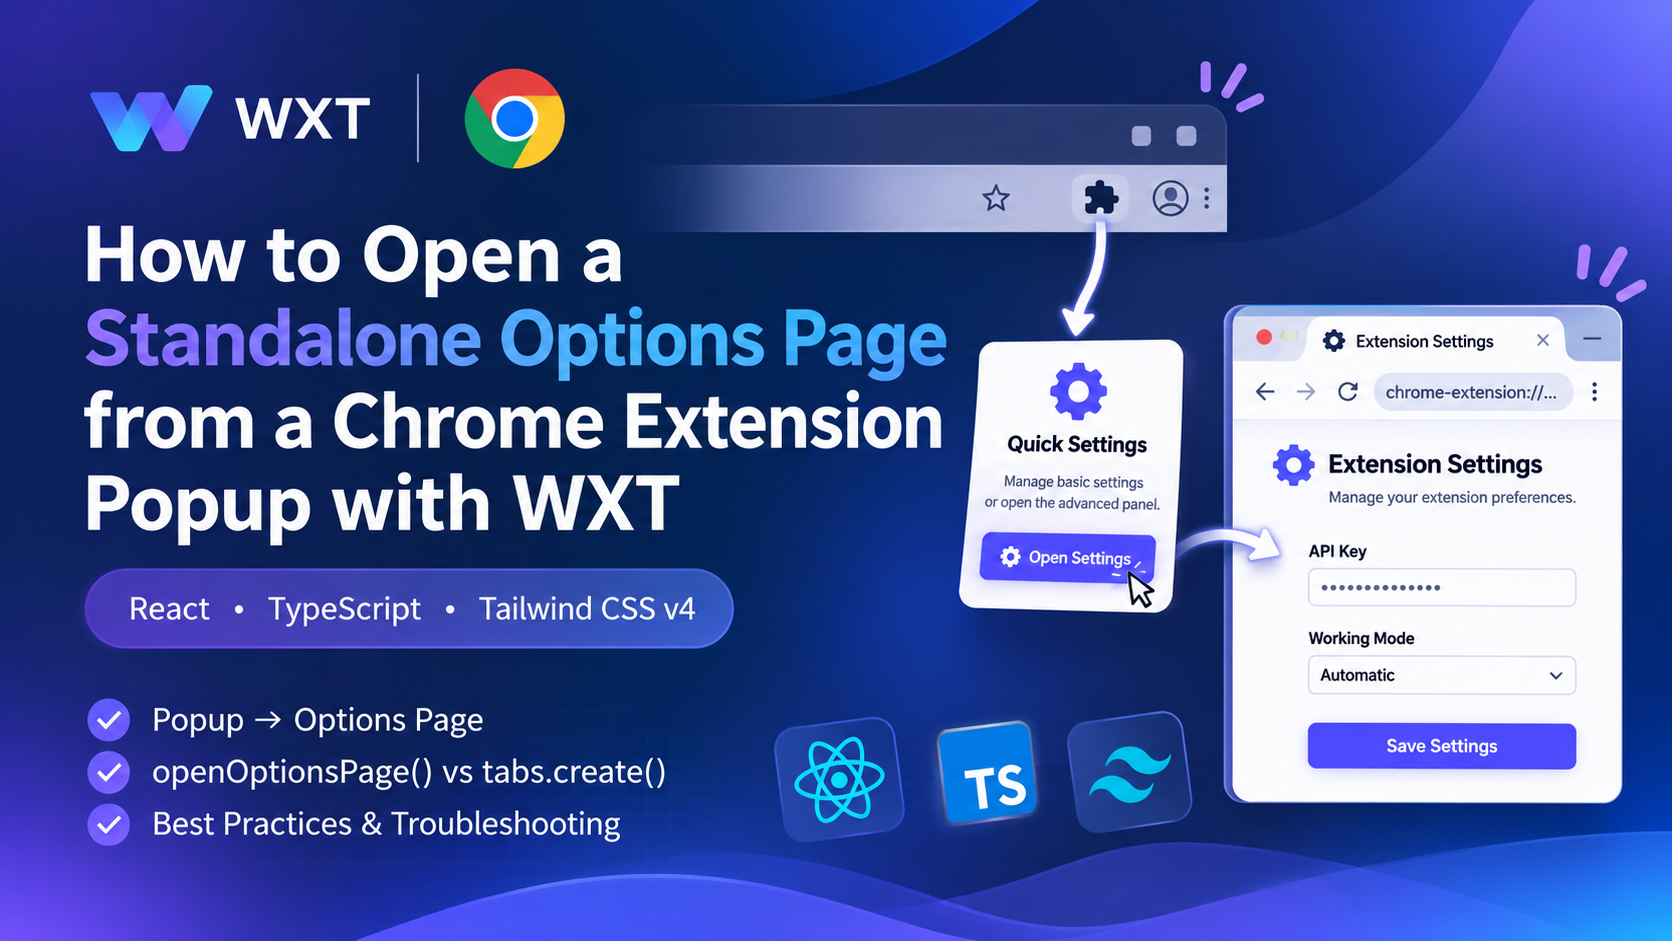 WXT
How to Open a
Standalone Options Page
from a Chrome Extension
Popup with WXT
React • TypeScript • Tailwind CSS v4
Popup → Options Page
openOptionsPage() vs tabs.create()
Best Practices & Troubleshooting
Quick Settings
Manage basic settings
or open the advanced panel.
Open Settings
TS
Extension Settings
chrome-extension://...
Extension Settings
Manage your extension preferences.
API Key
••••••••••••••
Working Mode
Automatic
Save Settings